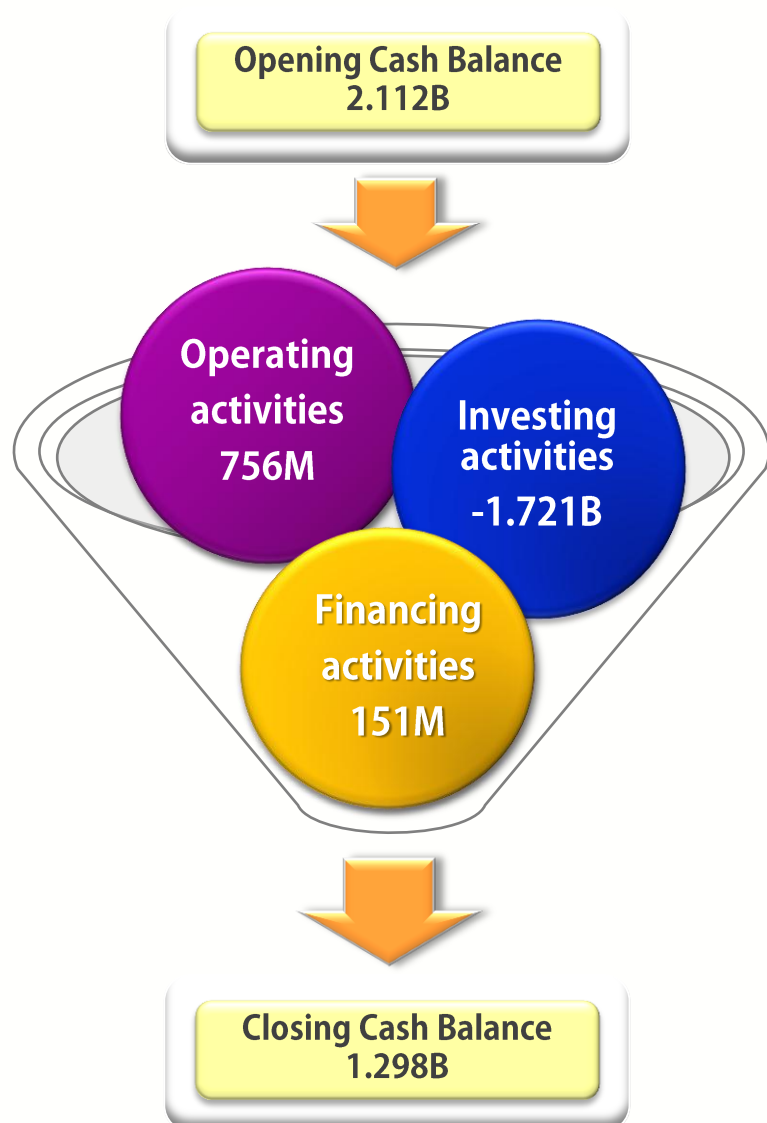 Opening Cash Balance
2.112B
Operating
activities
756M
Investing
activities
-1.721B
Financing
activities
151M
Closing Cash Balance
1.298B